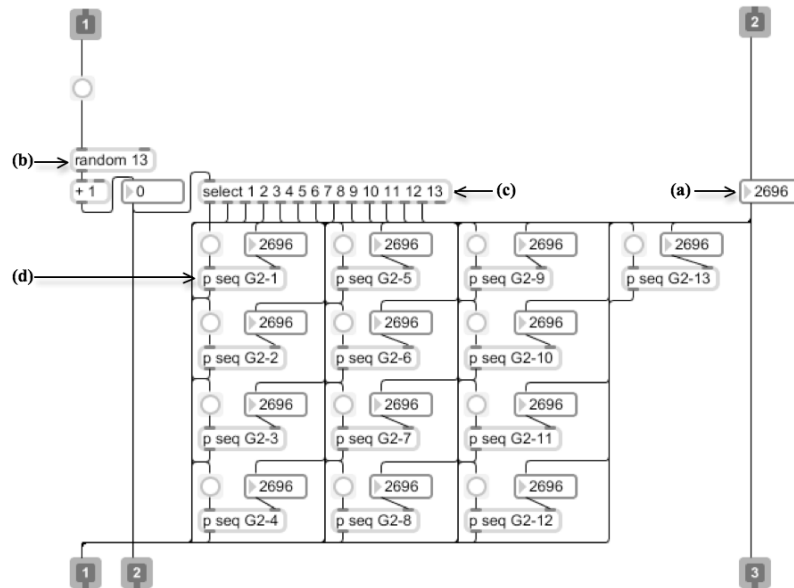 1 2
(b) random 13
+ 1 0 select 1 2 3 4 5 6 7 8 9 10 11 12 13 (c) (a) 2696
2696 2696 2696 2696
(d) p seq G2-1 p seq G2-5 p seq G2-9 p seq G2-13
2696 2696 2696
p seq G2-2 p seq G2-6 p seq G2-10
2696 2696 2696
p seq G2-3 p seq G2-7 p seq G2-11
2696 2696 2696
p seq G2-4 p seq G2-8 p seq G2-12
1 2 3